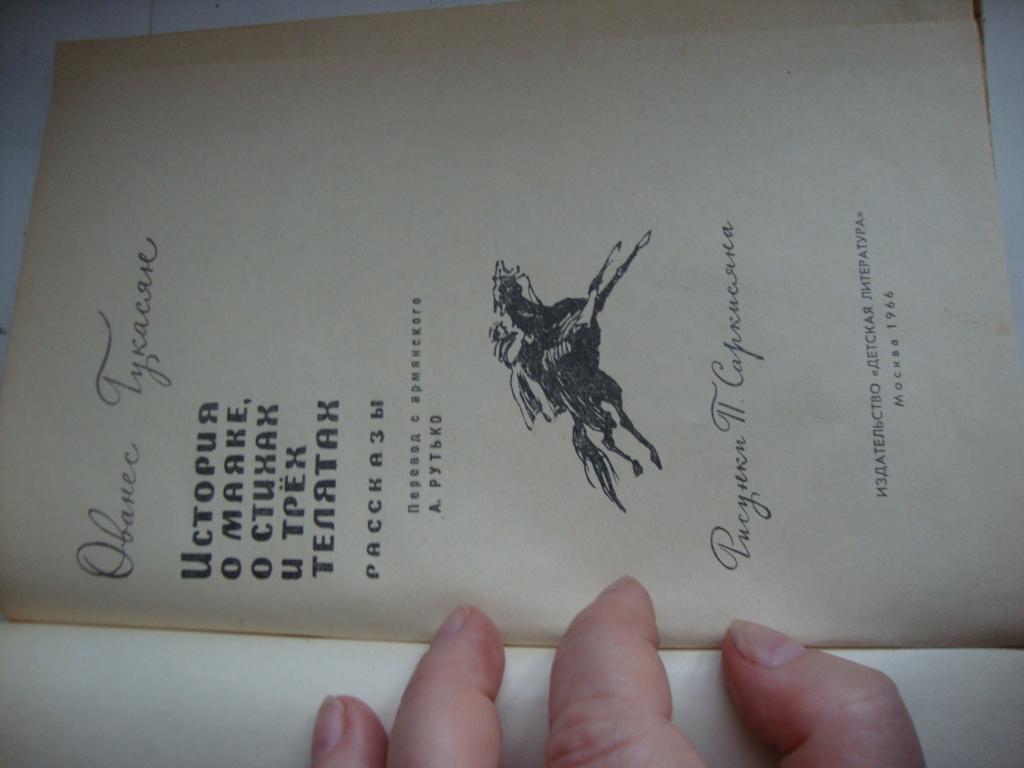 Ованес Гукасян
История
о маяке,
о стихах
и трёх
телятах
рассказы
Перевод с армянского
А. РУТЬКО
Рисунки П. Саркисяна
ИЗДАТЕЛЬСТВО «ДЕТСКАЯ ЛИТЕРАТУРА»
Москва 1966